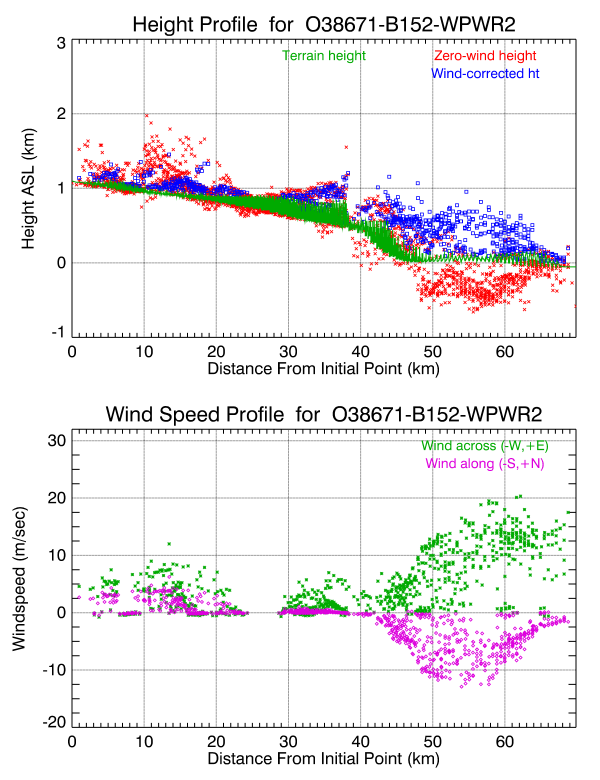 Height Profile for O38671-B152-WPWR2
3
Terrain height Zero-wind height
Wind-corrected ht
2
1
0
-1
Height ASL (km)
0 10 20 30 40 50 60
Distance From Initial Point (km)
Wind Speed Profile for O38671-B152-WPWR2
30
Wind across (-W,+E)
Wind along (-S,+N)
20
10
0
-10
-20
Windspeed (m/sec)
0 10 20 30 40 50 60
Distance From Initial Point (km)